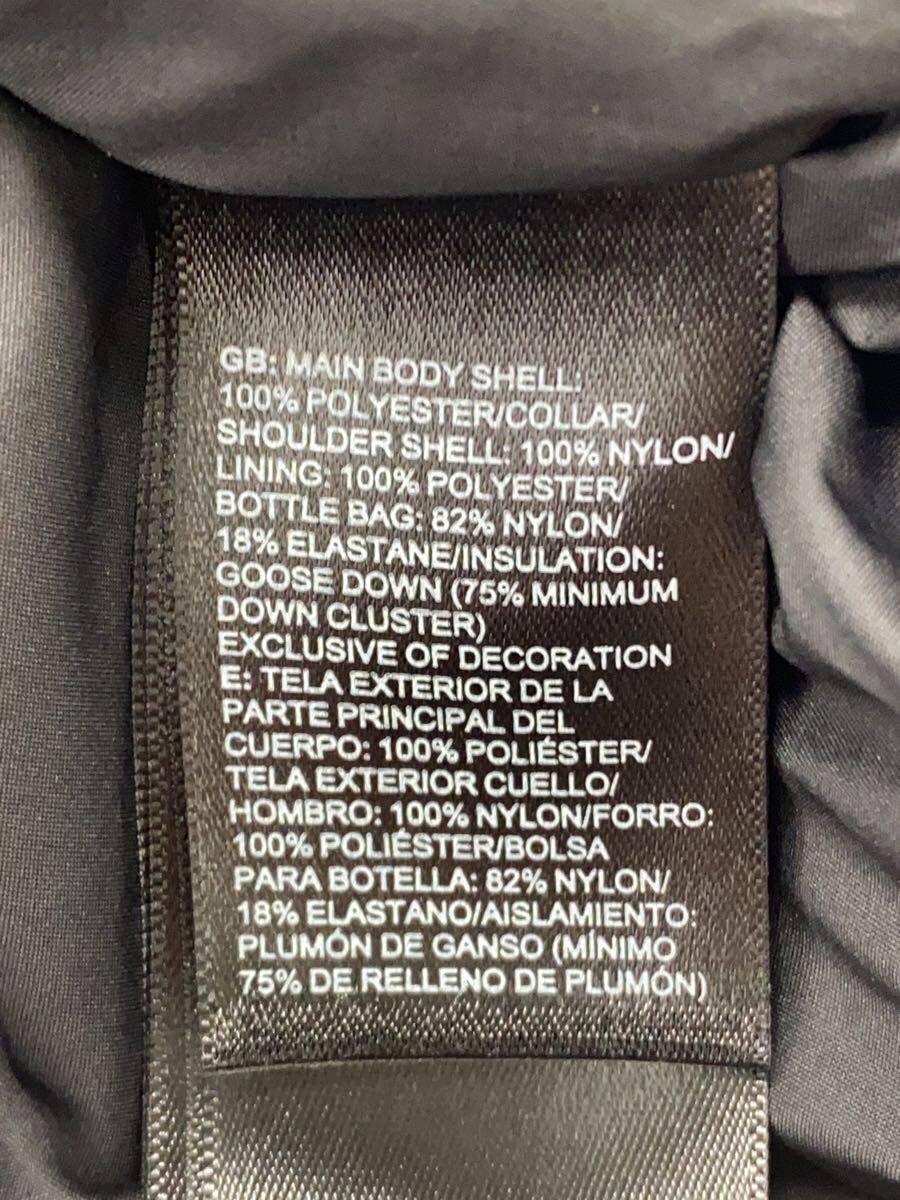 GB: MAIN BODY SHELL:
100% POLYESTER/COLLAR/
SHOULDER SHELL: 100% NYLON/
LINING: 100% POLYESTER/
BOTTLE BAG: 82% NYLON/
18% ELASTANE/INSULATION:
GOOSE DOWN (75% MINIMUM
DOWN CLUSTER)
EXCLUSIVE OF DECORATION
E: TELA EXTERIOR DE LA
PARTE PRINCIPAL DEL
CUERPO: 100% POLIÉSTER/
TELA EXTERIOR CUELLO/
HOMBRO: 100% NYLON/FORRO:
100% POLIÉSTER/BOLSA
PARA BOTELLA: 82% NYLON/
18% ELASTANO/AISLAMIENTO:
PLUMÓN DE GANSO (MÍNIMO
75% DE RELLENO DE PLUMÓN)